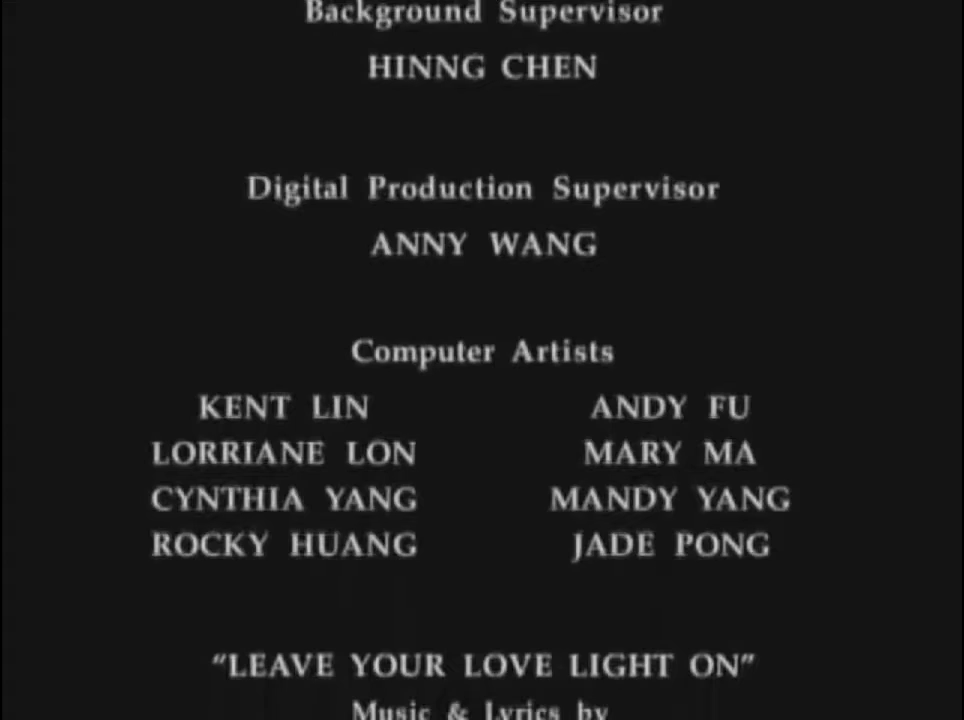 Background Supervisor
HINNG CHEN
Digital Production Supervisor
ANNY WANG
Computer Artists
KENT LIN ANDY FU
LORRIANE LON MARY MA
CYNTHIA YANG MANDY YANG
ROCKY HUANG JADE PONG
“LEAVE YOUR LOVE LIGHT ON”
Music & Lyrics by